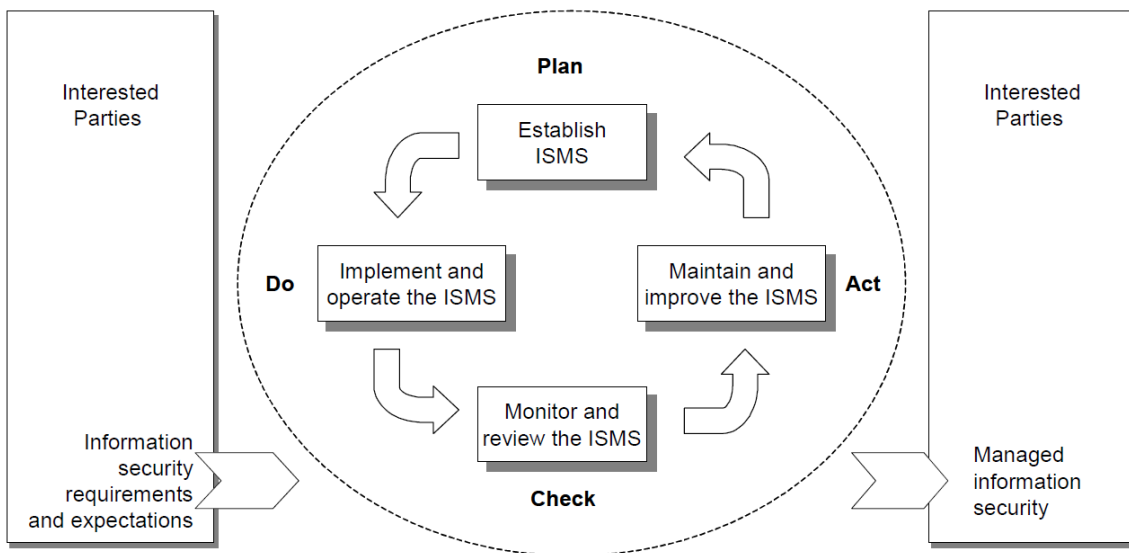 Interested
Parties
Information
security
requirements
and expectations
Plan
Establish
ISMS
Do
Implement and
operate the ISMS
Monitor and
review the ISMS
Check
Maintain and
improve the ISMS
Act
Interested
Parties
Managed
information
security